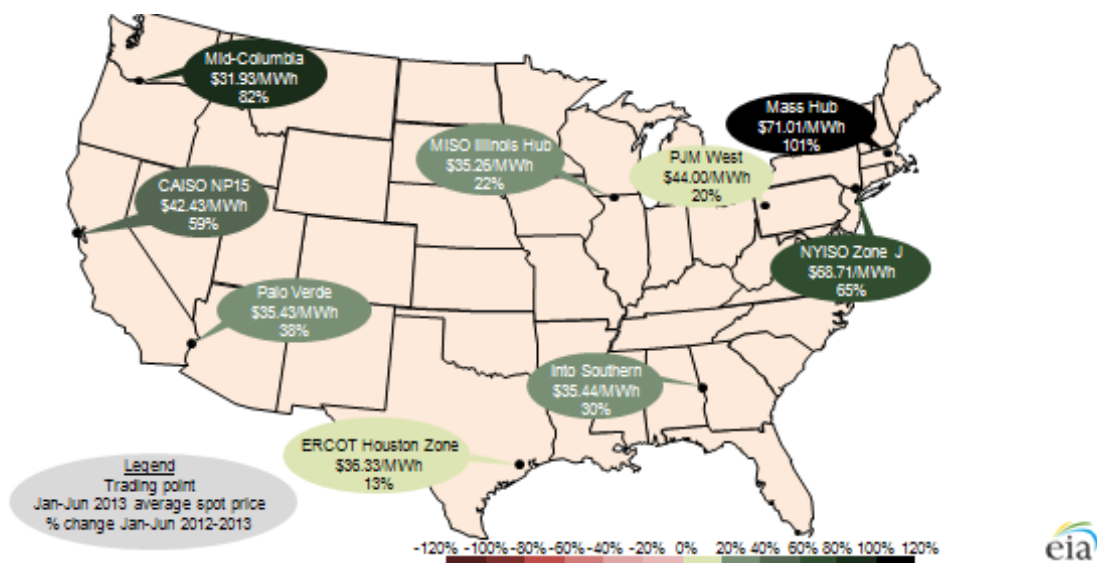 Mid-Columbia
$31.93/MWh
82%
Mass Hub
$71.01/MWh
101%
MISO Illinois Hub
$35.26/MWh
22%
PJM West
$44.00/MWh
20%
CAISO NP15
$42.43/MWh
59%
NYISO Zone J
$68.71/MWh
65%
Palo Verde
$35.43/MWh
38%
Into Southern
$35.44/MWh
30%
ERCOT Houston Zone
$36.33/MWh
13%
Legend
Trading point
Jan-Jun 2013 average spot price
% change Jan-Jun 2012-2013
-120% -100% -80% -60% -40% -20% 0% 20% 40% 60% 80% 100% 120%
eia